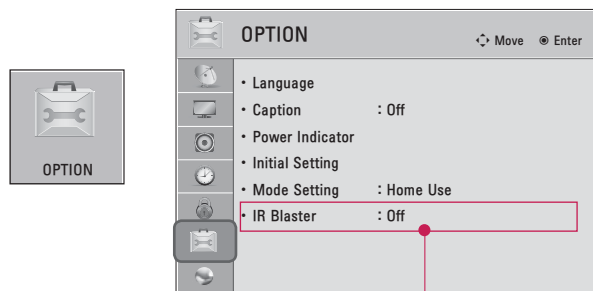 OPTION
OPTION
Move Enter
• Language
• Caption : Off
• Power Indicator
• Initial Setting
• Mode Setting : Home Use
• IR Blaster : Off